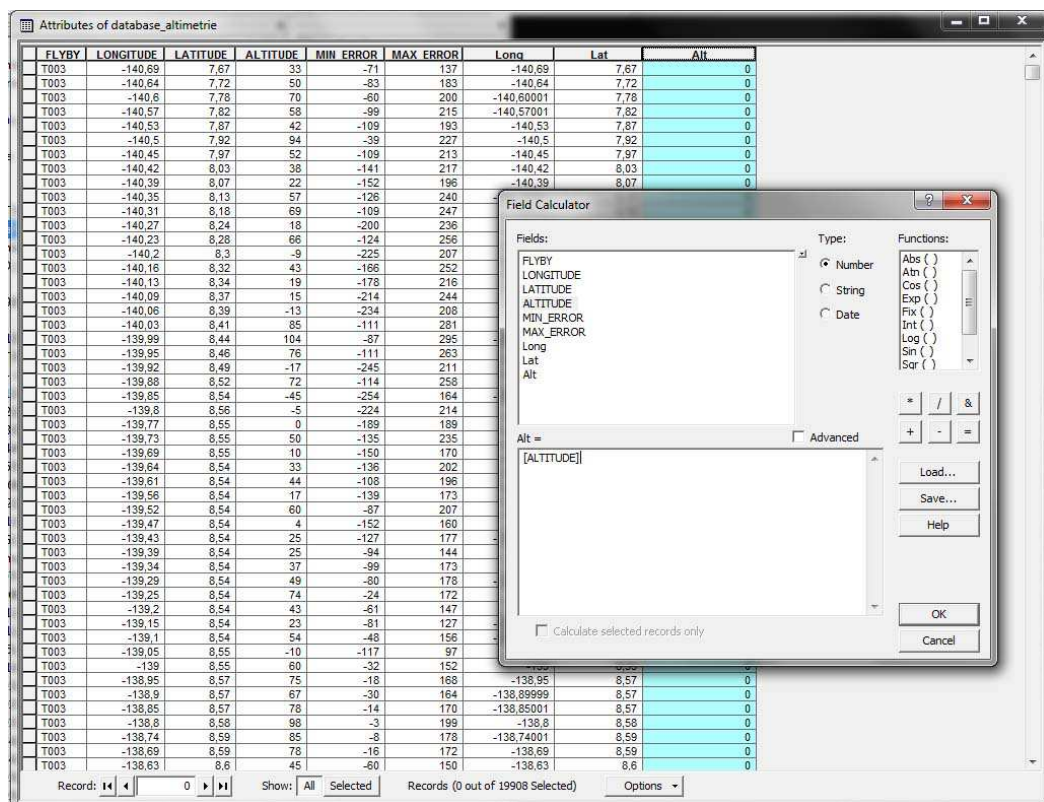 Attributes of database_altimetrie
FLYBY LONGITUDE LATITUDE ALTITUDE MIN_ERROR MAX_ERROR Long Lat Alt
T003 -140,69 7,67 33 -71 137 -140,69 7,67 0
T003 -140,64 7,72 50 -83 183 -140,64 7,72 0
T003 -140,6 7,78 70 -60 200 -140,60001 7,78 0
T003 -140,57 7,82 58 -99 215 -140,57001 7,82 0
T003 -140,53 7,87 42 -109 193 -140,53 7,87 0
T003 -140,5 7,92 94 -39 227 -140,5 7,92 0
T003 -140,45 7,97 52 -109 213 -140,45 7,97 0
T003 -140,42 8,03 38 -141 217 -140,42 8,03 0
T003 -140,39 8,07 22 -152 196 -140,39 8,07 0
T003 -140,35 8,13 57 -126 240
T003 -140,31 8,18 69 -109 247
T003 -140,27 8,24 18 -200 236
T003 -140,23 8,28 66 -124 256
T003 -140,2 8,3 -9 -225 207
T003 -140,16 8,32 43 -166 252
T003 -140,13 8,34 19 -178 216
T003 -140,09 8,37 15 -214 244
T003 -140,06 8,39 -13 -234 208
T003 -140,03 8,41 85 -111 281
T003 -139,99 8,44 104 -87 295
T003 -139,95 8,46 76 -111 263
T003 -139,92 8,49 -17 -245 211
T003 -139,88 8,52 72 -114 258
T003 -139,85 8,54 -45 -254 164
T003 -139,8 8,56 -5 -224 214
T003 -139,77 8,55 0 -189 189
T003 -139,73 8,55 50 -135 235
T003 -139,69 8,55 10 -150 170
T003 -139,64 8,54 33 -136 202
T003 -139,61 8,54 44 -108 196
T003 -139,56 8,54 17 -139 173
T003 -139,52 8,54 60 -87 207
T003 -139,47 8,54 4 -152 160
T003 -139,43 8,54 25 -127 177
T003 -139,39 8,54 25 -94 144
T003 -139,34 8,54 37 -99 173
T003 -139,29 8,54 49 -80 178
T003 -139,25 8,54 74 -24 172
T003 -139,2 8,54 43 -61 147
T003 -139,15 8,54 23 -81 127
T003 -139,1 8,54 54 -48 156
T003 -139,05 8,55 -10 -117 97
T003 -139 8,55 60 -32 152
T003 -138,95 8,57 75 -18 168 -138,95 8,57 0
T003 -138,9 8,57 67 -30 164 -138,89999 8,57 0
T003 -138,85 8,57 78 -14 170 -138,85001 8,57 0
T003 -138,8 8,58 98 -3 199 -138,8 8,58 0
T003 -138,74 8,59 85 -8 178 -138,74001 8,59 0
T003 -138,69 8,59 78 -16 172 -138,69 8,59 0
T003 -138,63 8,6 45 -60 150 -138,63 8,6 0
Record: 0 Show: All Selected Records (0 out of 19908 Selected) Options
Field Calculator
Fields: Type: Functions:
FLYBY
LONGITUDE
LATITUDE
ALTITUDE
MIN_ERROR
MAX_ERROR
Long
Lat
Alt
Number
String
Date
Abs ( )
Atn ( )
Cos ( )
Exp ( )
Fix ( )
Int ( )
Log ( )
Sin ( )
Sqr ( )
* / &
+ - =
Alt = Advanced
[ALTITUDE]
Load...
Save...
Help
Calculate selected records only
OK
Cancel